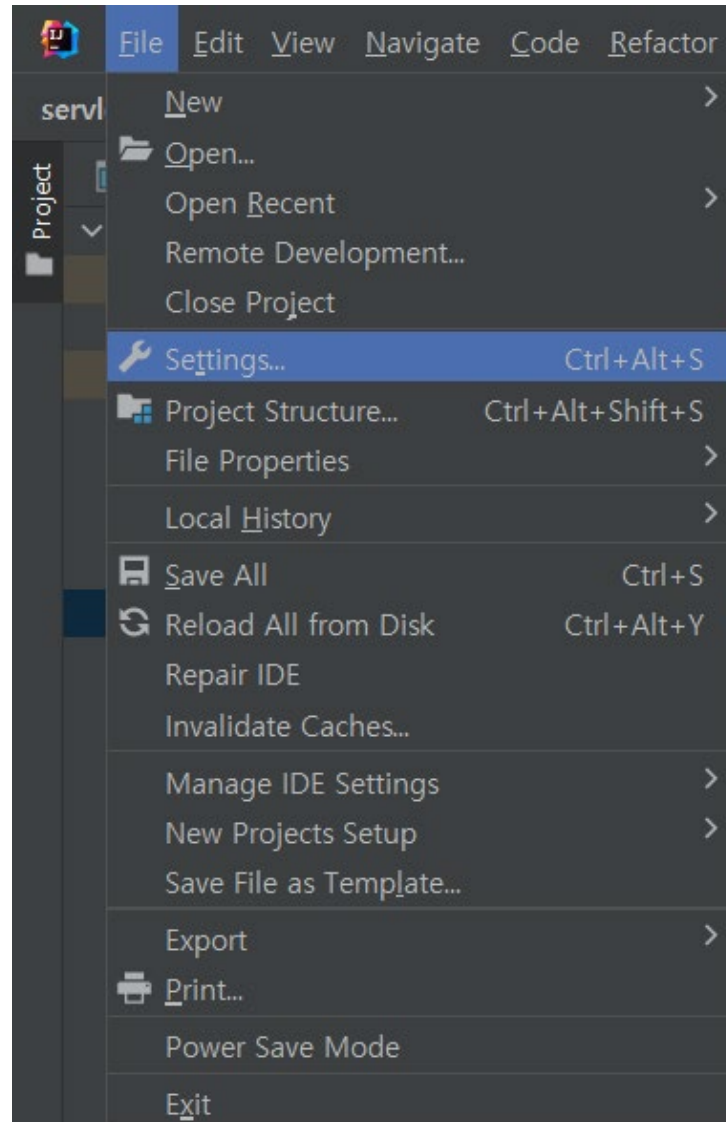 File Edit View Navigate Code Refactor
servl
Project
New
Open...
Open Recent
Remote Development...
Close Project
Settings... Ctrl+Alt+S
Project Structure... Ctrl+Alt+Shift+S
File Properties
Local History
Save All Ctrl+S
Reload All from Disk Ctrl+Alt+Y
Repair IDE
Invalidate Caches...
Manage IDE Settings
New Projects Setup
Save File as Template...
Export
Print...
Power Save Mode
Exit